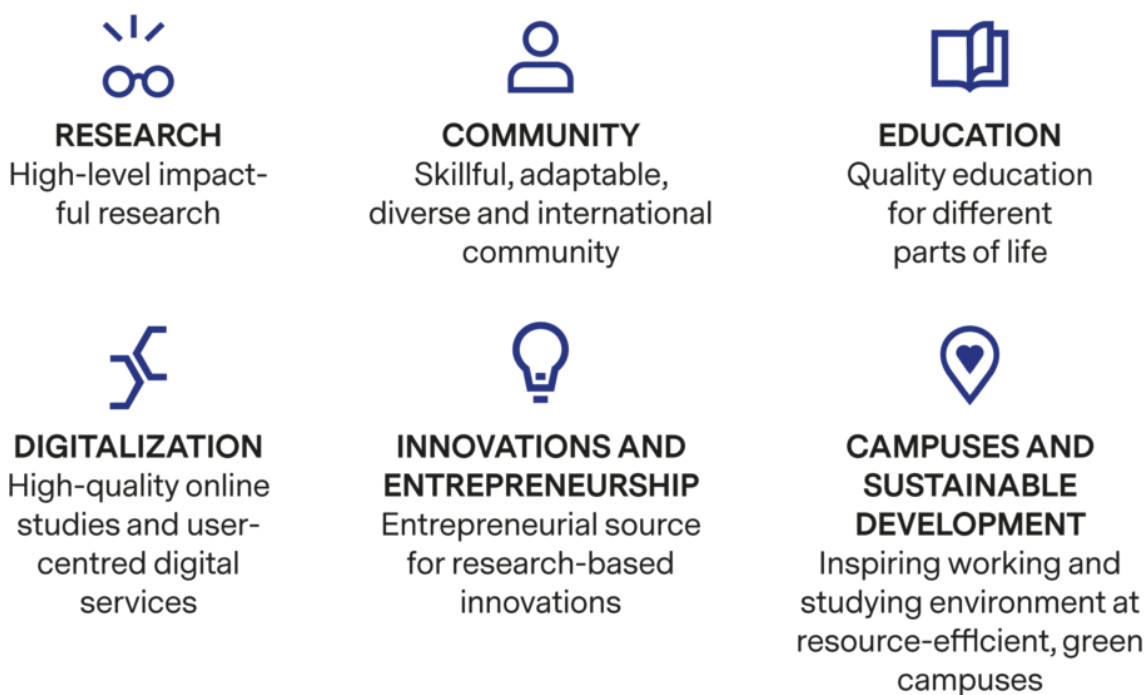 RESEARCH
High-level impact-
ful research
COMMUNITY
Skillful, adaptable,
diverse and international
community
EDUCATION
Quality education
for different
parts of life
DIGITALIZATION
High-quality online
studies and user-
centred digital
services
INNOVATIONS AND
ENTREPRENEURSHIP
Entrepreneurial source
for research-based
innovations
CAMPUSES AND
SUSTAINABLE
DEVELOPMENT
Inspiring working and
studying environment at
resource-efficient, green
campuses